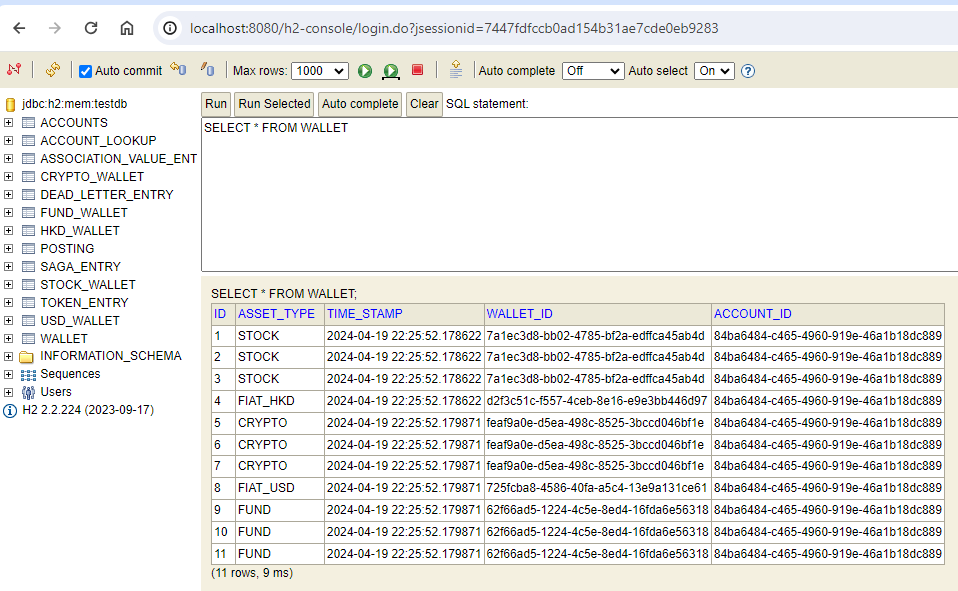 localhost:8080/h2-console/login.do?jsessionid=7447fdfccb0ad154b31ae7cde0eb9283
Auto commit Max rows: 1000 Auto complete Off Auto select On ?
jdbc:h2:mem:testdb
ACCOUNTS
ACCOUNT_LOOKUP
ASSOCIATION_VALUE_ENT
CRYPTO_WALLET
DEAD_LETTER_ENTRY
FUND_WALLET
HKD_WALLET
POSTING
SAGA_ENTRY
STOCK_WALLET
TOKEN_ENTRY
USD_WALLET
WALLET
INFORMATION_SCHEMA
Sequences
Users
H2 2.2.224 (2023-09-17)
Run Run Selected Auto complete Clear SQL statement:
SELECT * FROM WALLET
SELECT * FROM WALLET;
ID ASSET_TYPE TIME_STAMP WALLET_ID ACCOUNT_ID
1 STOCK 2024-04-19 22:25:52.178622 7a1ec3d8-bb02-4785-bf2a-edffca45ab4d 84ba6484-c465-4960-919e-46a1b18dc889
2 STOCK 2024-04-19 22:25:52.178622 7a1ec3d8-bb02-4785-bf2a-edffca45ab4d 84ba6484-c465-4960-919e-46a1b18dc889
3 STOCK 2024-04-19 22:25:52.178622 7a1ec3d8-bb02-4785-bf2a-edffca45ab4d 84ba6484-c465-4960-919e-46a1b18dc889
4 FIAT_HKD 2024-04-19 22:25:52.178622 d2f3c51c-f557-4ceb-8e16-e9e3bb446d97 84ba6484-c465-4960-919e-46a1b18dc889
5 CRYPTO 2024-04-19 22:25:52.179871 feaf9a0e-d5ea-498c-8525-3bccd046bf1e 84ba6484-c465-4960-919e-46a1b18dc889
6 CRYPTO 2024-04-19 22:25:52.179871 feaf9a0e-d5ea-498c-8525-3bccd046bf1e 84ba6484-c465-4960-919e-46a1b18dc889
7 CRYPTO 2024-04-19 22:25:52.179871 feaf9a0e-d5ea-498c-8525-3bccd046bf1e 84ba6484-c465-4960-919e-46a1b18dc889
8 FIAT_USD 2024-04-19 22:25:52.179871 725fcba8-4586-40fa-a5c4-13e9a131ce61 84ba6484-c465-4960-919e-46a1b18dc889
9 FUND 2024-04-19 22:25:52.179871 62f66ad5-1224-4c5e-8ed4-16fda6e56318 84ba6484-c465-4960-919e-46a1b18dc889
10 FUND 2024-04-19 22:25:52.179871 62f66ad5-1224-4c5e-8ed4-16fda6e56318 84ba6484-c465-4960-919e-46a1b18dc889
11 FUND 2024-04-19 22:25:52.179871 62f66ad5-1224-4c5e-8ed4-16fda6e56318 84ba6484-c465-4960-919e-46a1b18dc889
(11 rows, 9 ms)